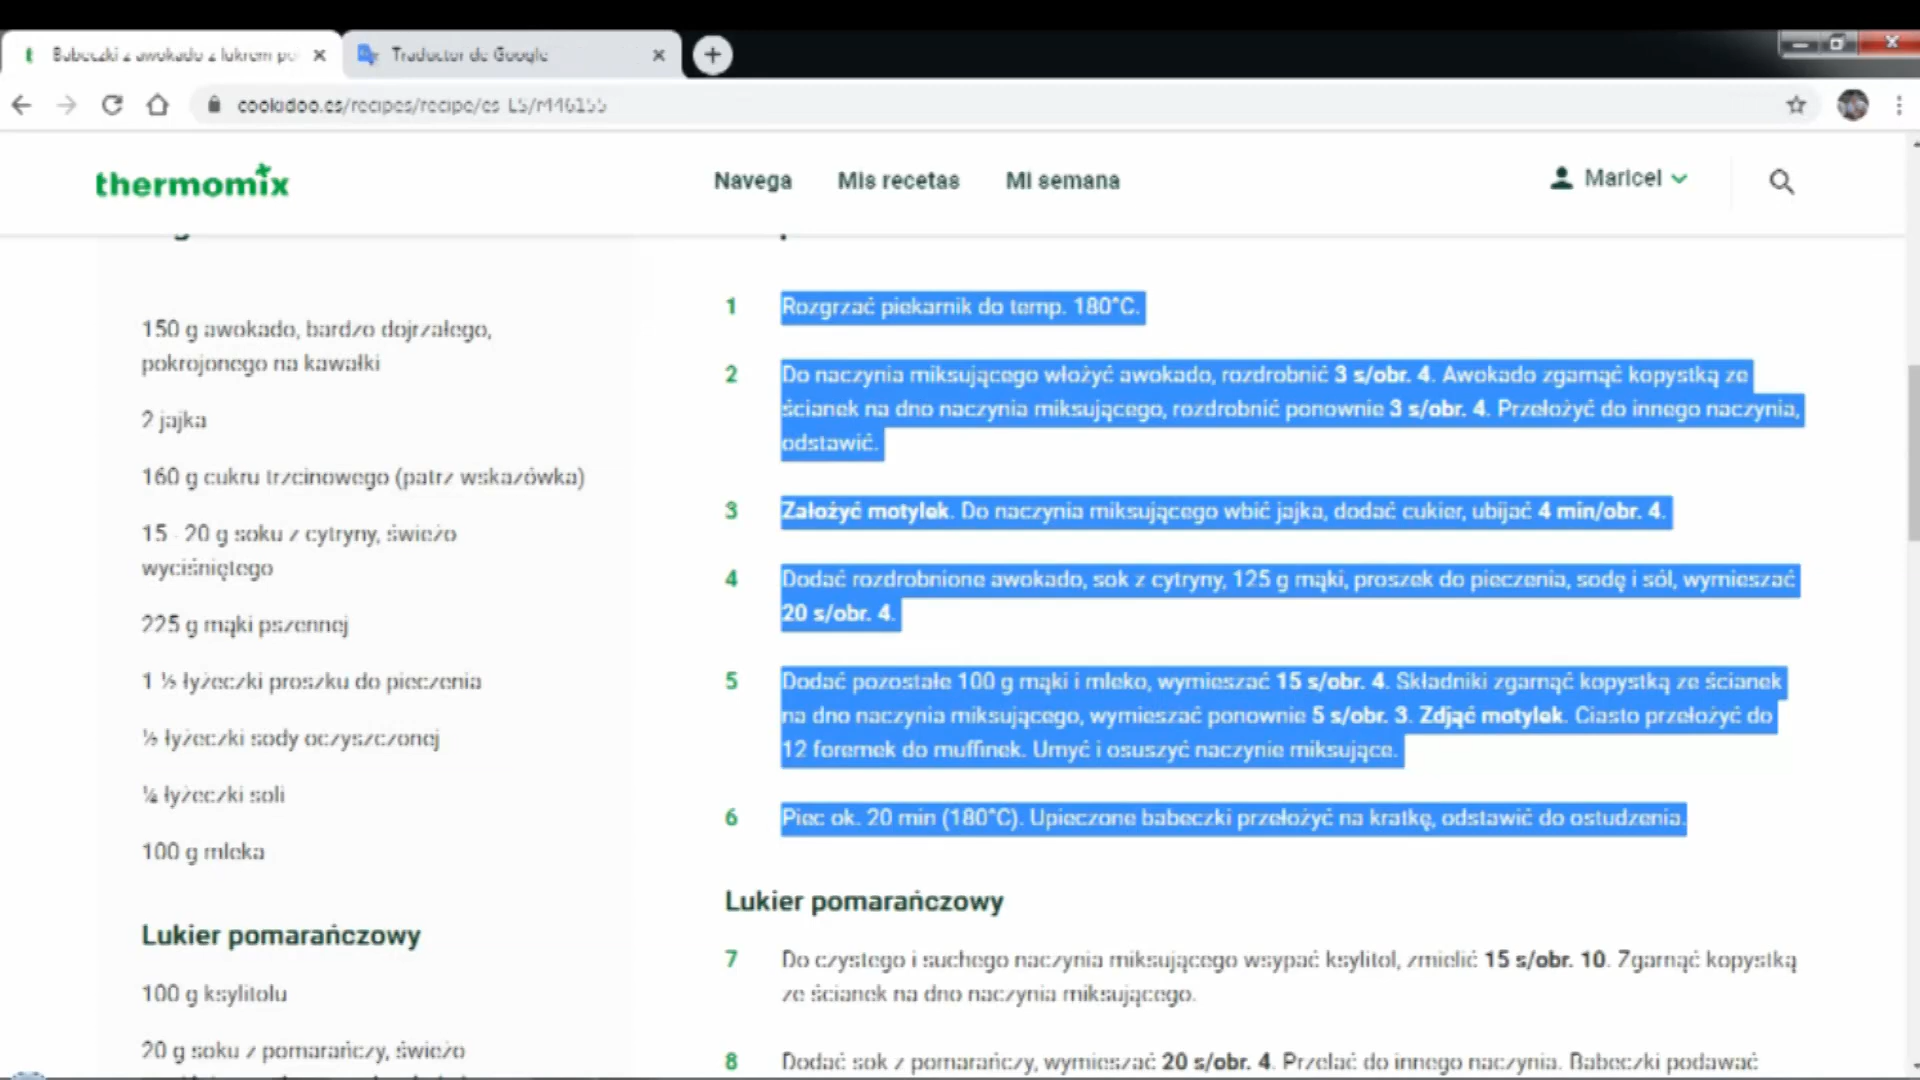 Babeczki z awokado z lukrem po
Traductor de Google
thermomix
Navega
Mis recetas
Mi semana
Maricel
150 g awokado, bardzo dojrzałego,
pokrojonego na kawałki
2 jajka
160 g cukru trzcinowego (patrz wskazówka)
15 - 20 g soku z cytryny, świeżo
wyciśniętego
225 g mąki pszennej
łyżeczki proszku do pieczenia
½ łyżeczki sody oczyszczonej
¼ łyżeczki soli
100 g mleka
Lukier pomarańczowy
100 g ksylitolu
20 g soku z pomarańczy, świeżo
1 Rozgrzać piekarnik do temp. 180°C.
2 Do naczynia miksującego włożyć awokado, rozdrobnić 3 s/obr. 4. Awokado zgarnąć kopystką ze
ścianek na dno naczynia miksującego, rozdrobnić ponownie 3 s/obr. 4. Przełożyć do innego naczynia,
odstawić.
3 Założyć motylek. Do naczynia miksującego wbić jajka, dodać cukier, ubijać 4 min/obr. 4.
4 Dodać rozdrobnione awokado, sok z cytryny, 125 g mąki, proszek do pieczenia, sodę i sól, wymieszać
20 s/obr. 4.
5 Dodać pozostałe 100 g mąki i mleko, wymieszać 15 s/obr. 4. Składniki zgarnąć kopystką ze ścianek
na dno naczynia miksującego, wymieszać ponownie 5 s/obr. 3. Zdjąć motylek. Ciasto przełożyć do
12 foremek do muffinek. Umyć i osuszyć naczynie miksujące.
6 Piec ok. 20 min (180°C). Upieczone babeczki przełożyć na kratkę, odstawić do ostudzenia.
Lukier pomarańczowy
7 Do czystego i suchego naczynia miksującego wsypać ksylitol, zmielić 15 s/obr. 10. Zgarnąć kopystką
ze ścianek na dno naczynia miksującego.
8 Dodać sok z pomarańczy, wymieszać 20 s/obr. 4. Przelać do innego naczynia. Babeczki podawać